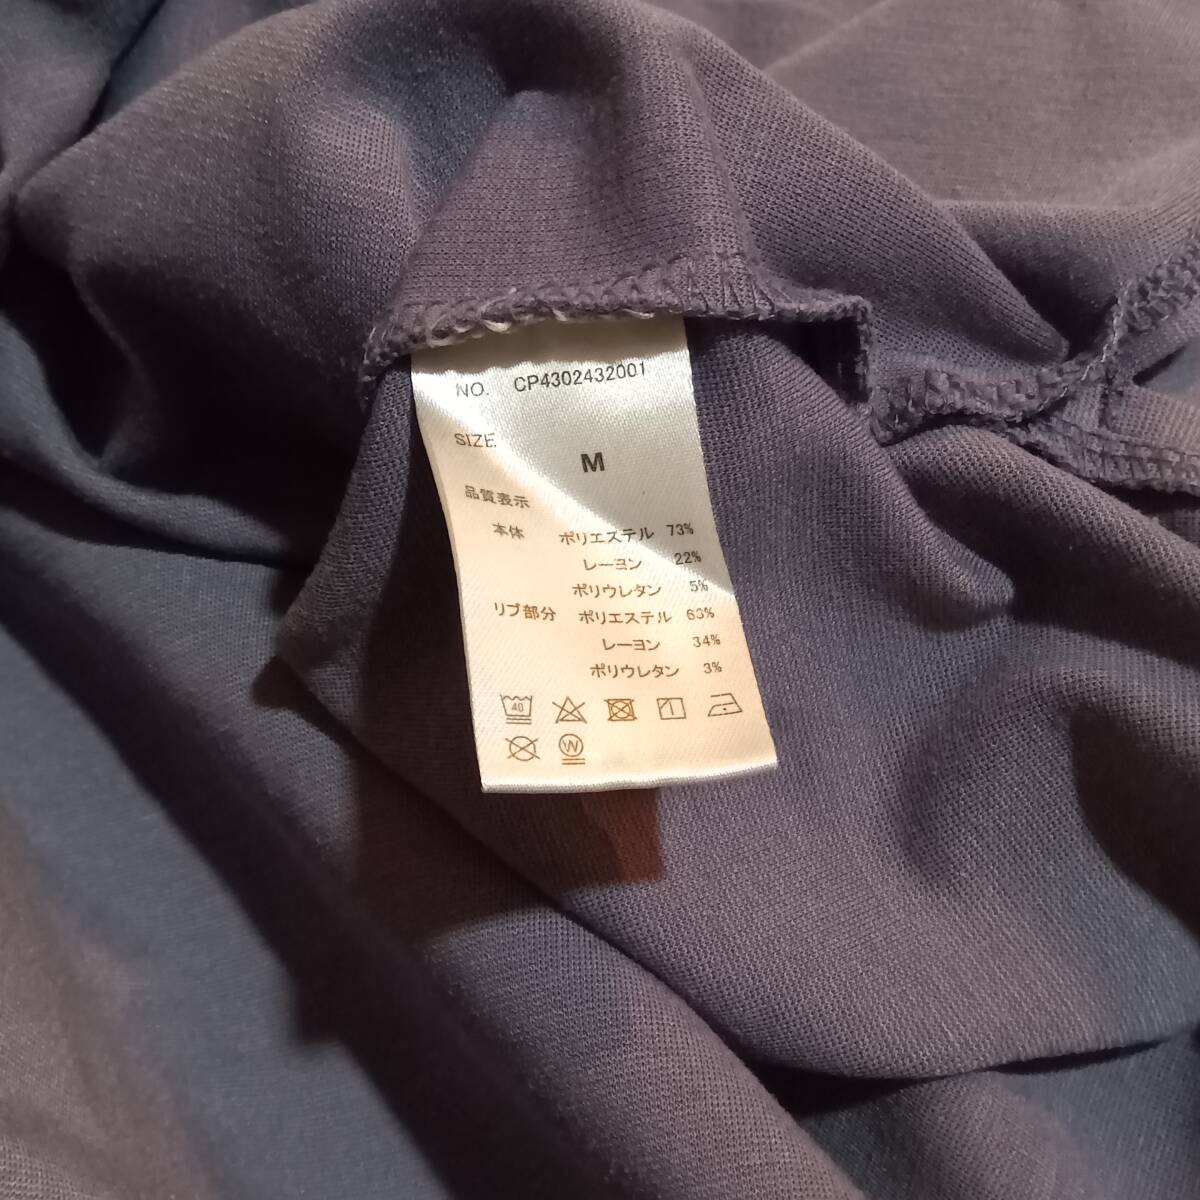 NO. CP4302432001
SIZE
M
品質表示
本体 ポリエステル 73%
レーヨン 22%
ポリウレタン 5%
リブ部分 ポリエステル 63%
レーヨン 34%
ポリウレタン 3%
40
W